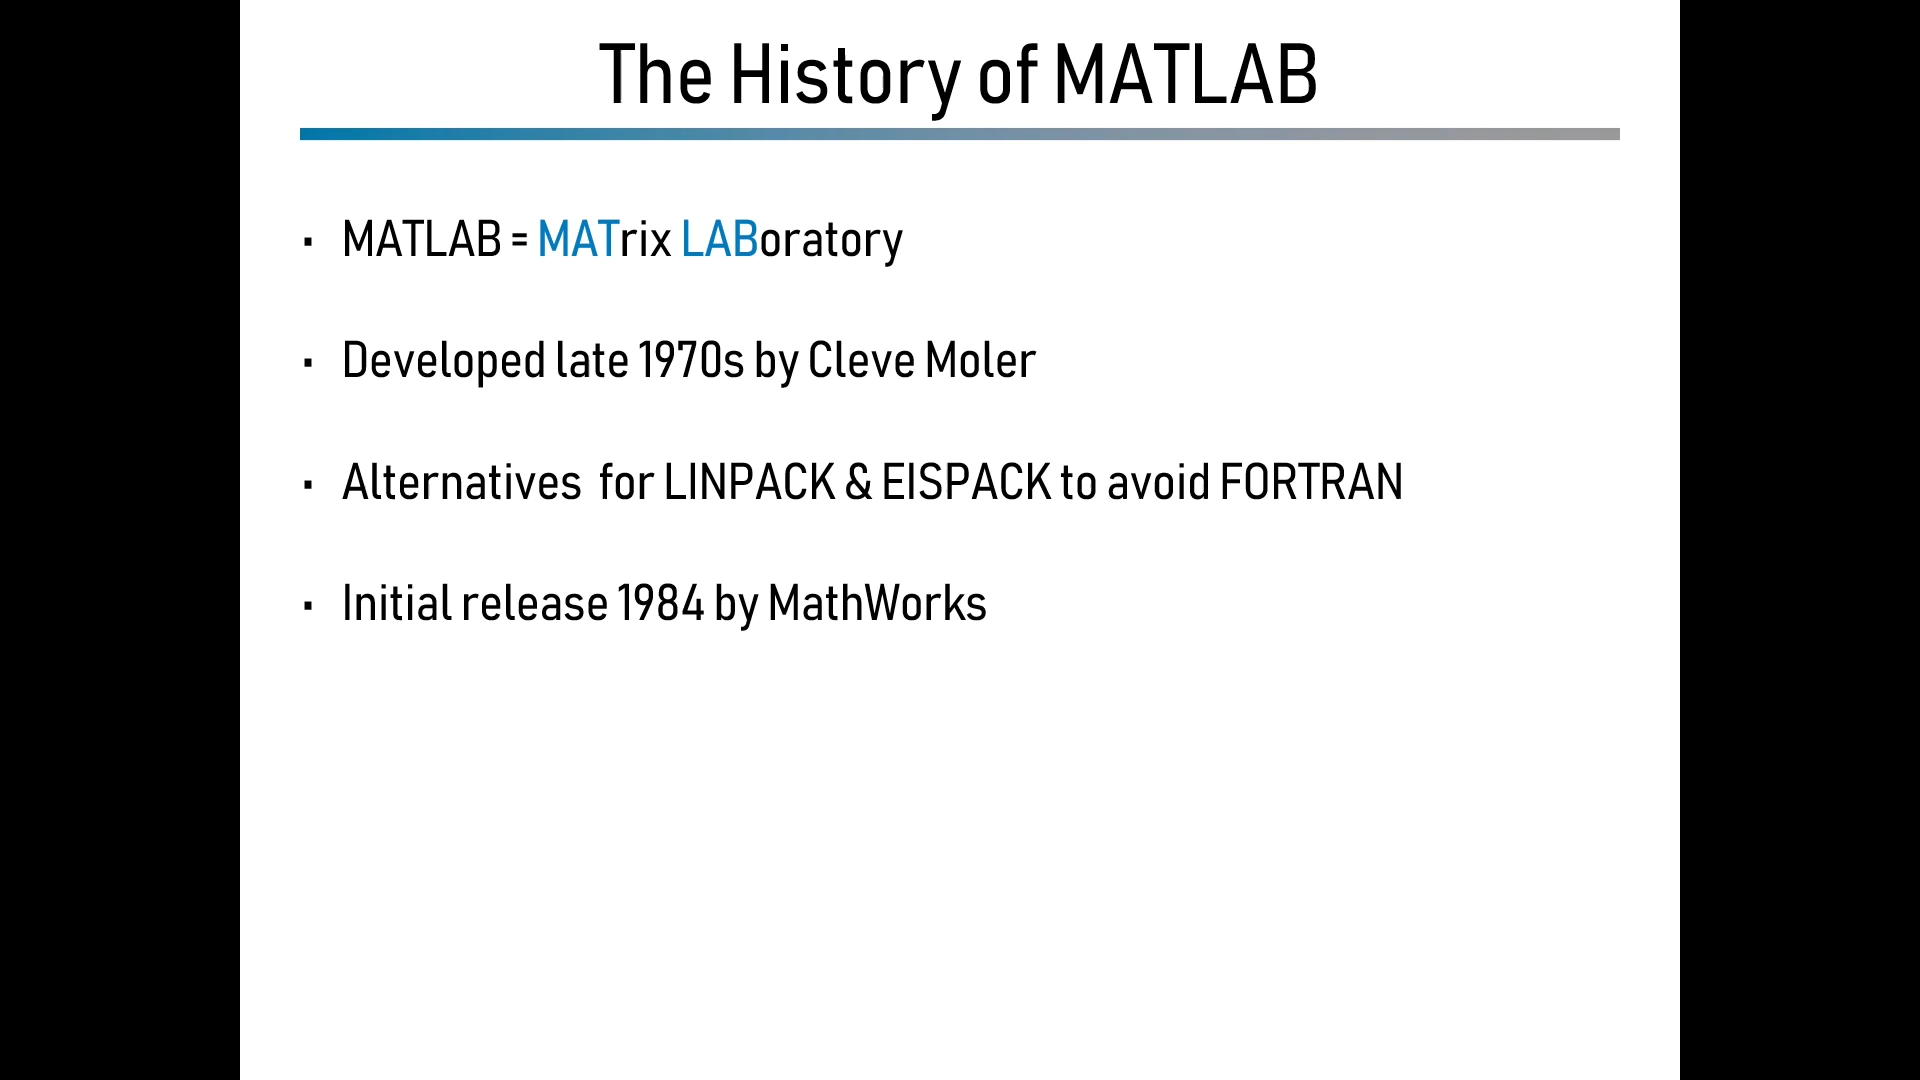 The History of MATLAB
▪ MATLAB = MATrix LABoratory
▪ Developed late 1970s by Cleve Moler
▪ Alternatives  for LINPACK & EISPACK to avoid FORTRAN
▪ Initial release 1984 by MathWorks